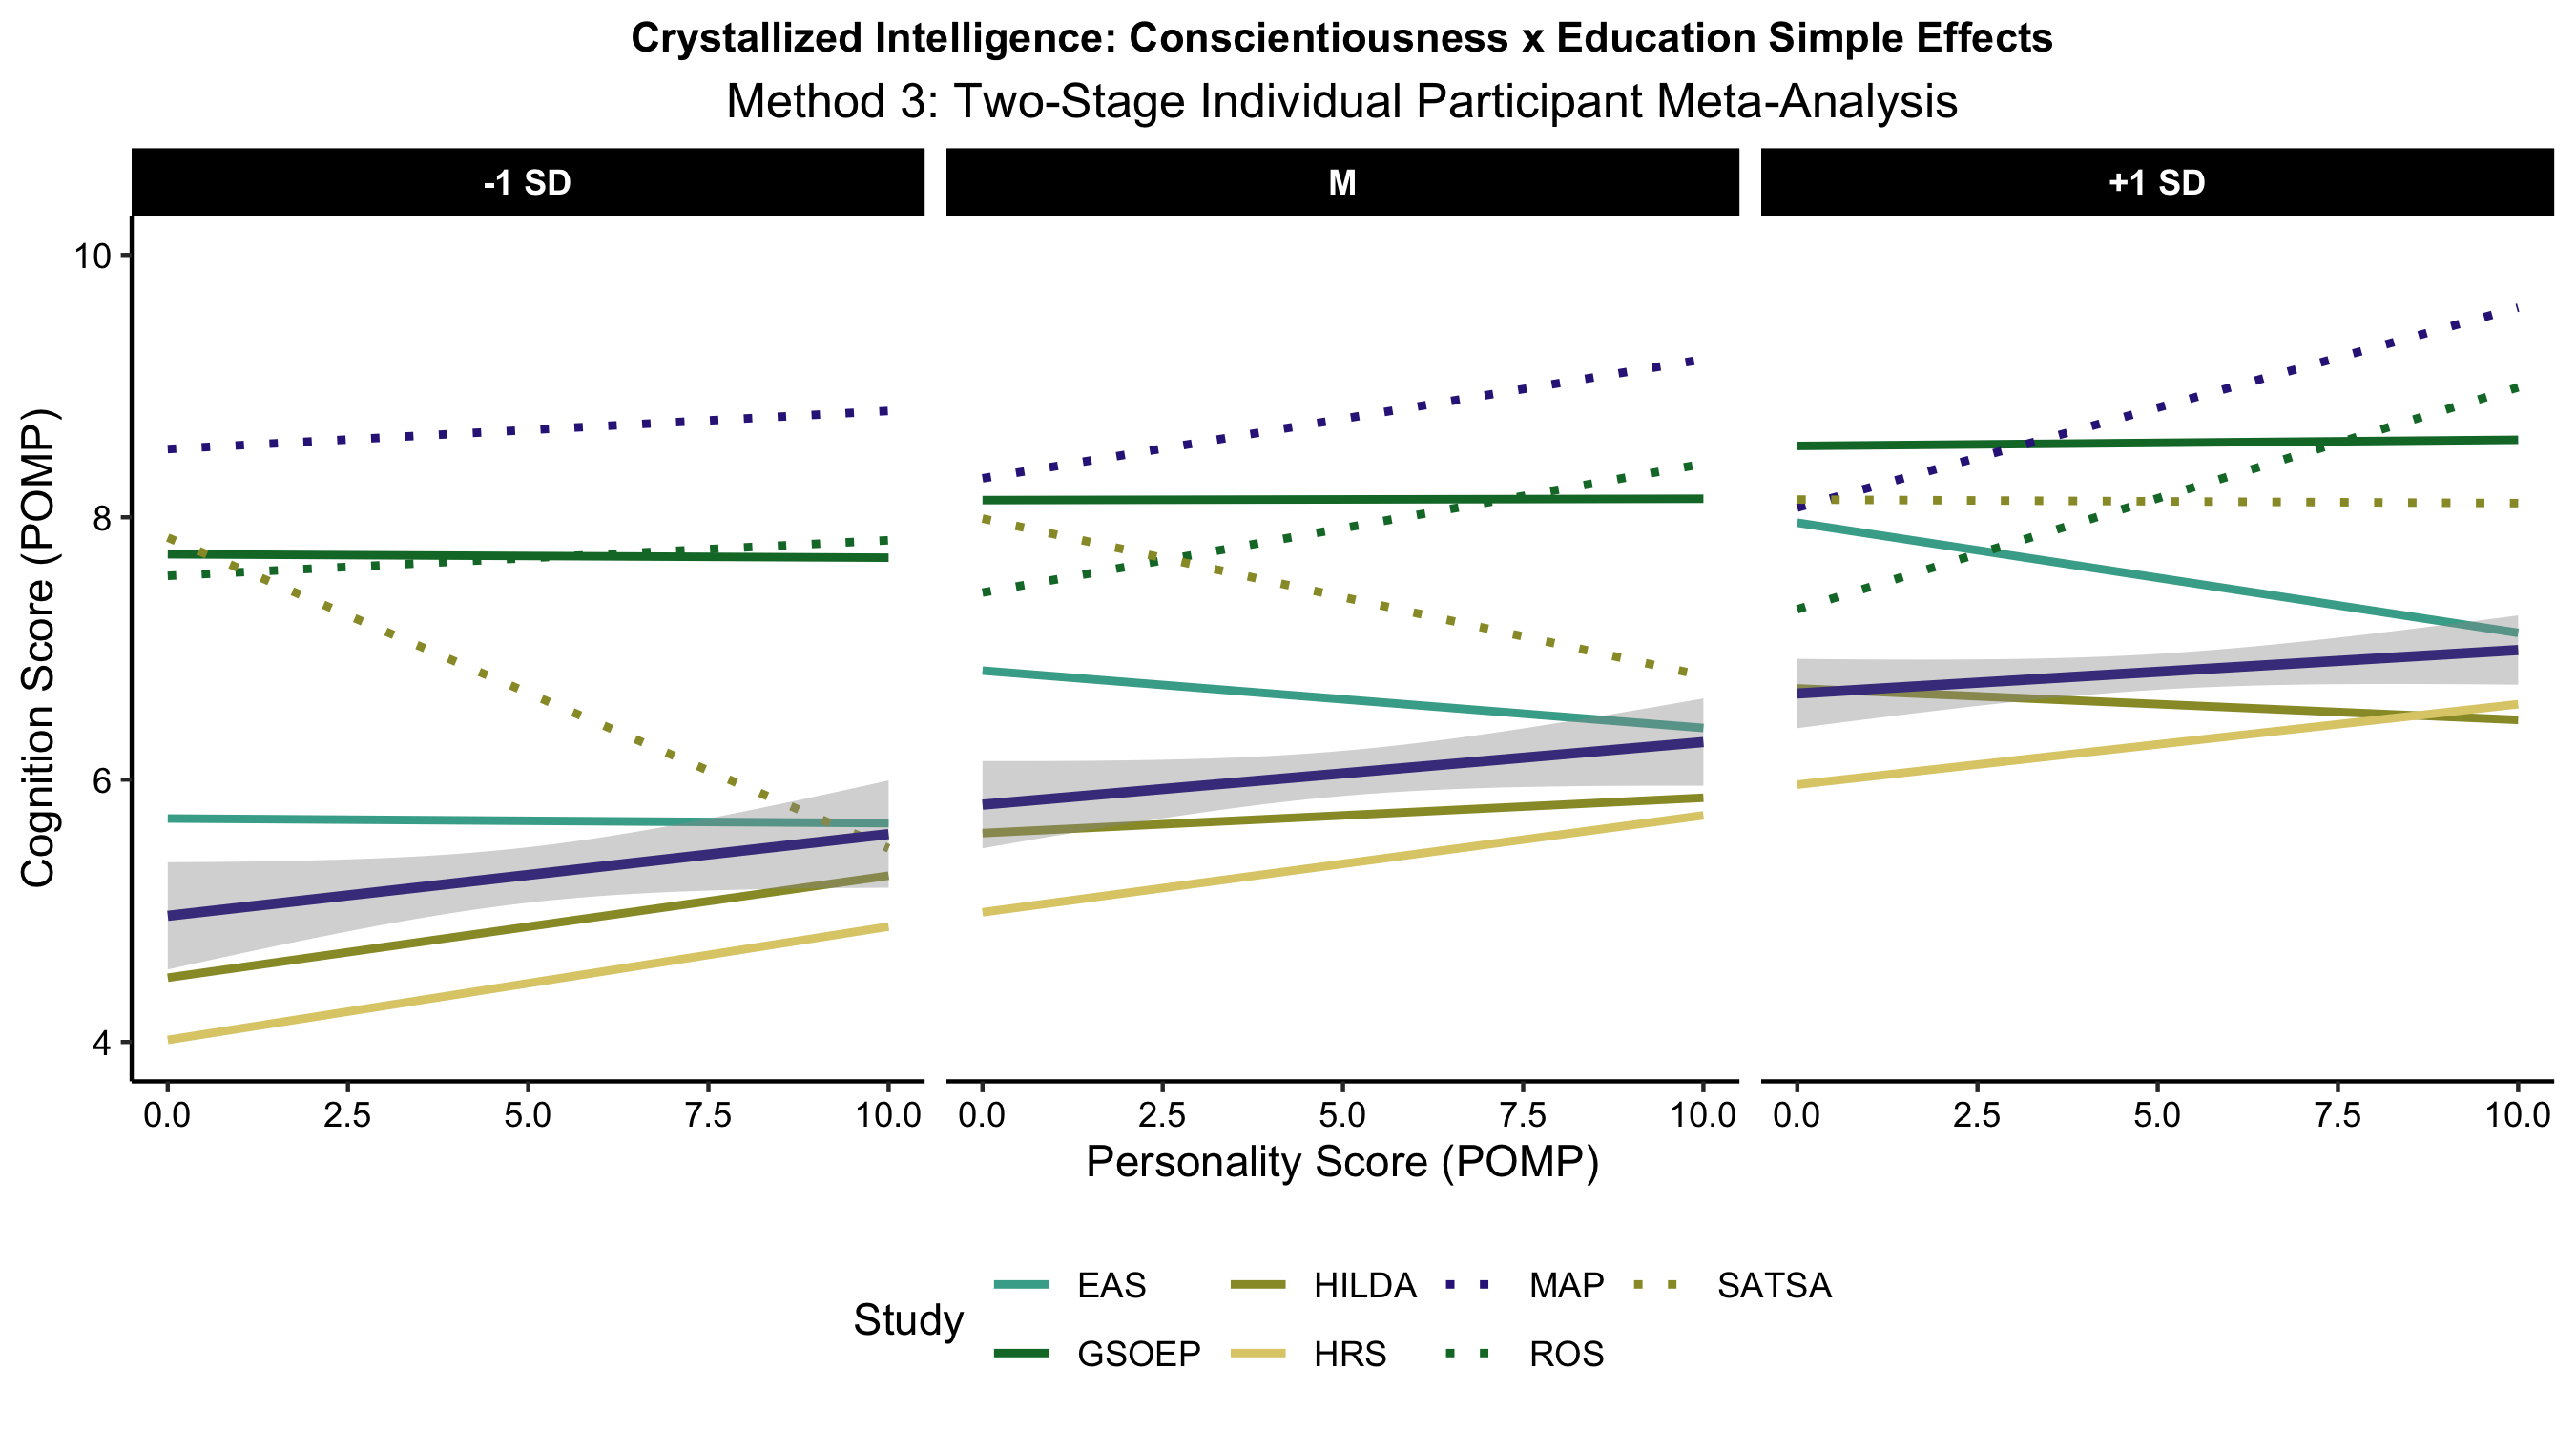 Crystallized Intelligence: Conscientiousness x Education Simple Effects
Method 3: Two-Stage Individual Participant Meta-Analysis
-1 SD M +1 SD
Cognition Score (POMP)
10
8
6
4
0.0 2.5 5.0 7.5 10.0 0.0 2.5 5.0 7.5 10.0 0.0 2.5 5.0 7.5 10.0
Personality Score (POMP)
Study
EAS HILDA MAP SATSA
GSOEP HRS ROS